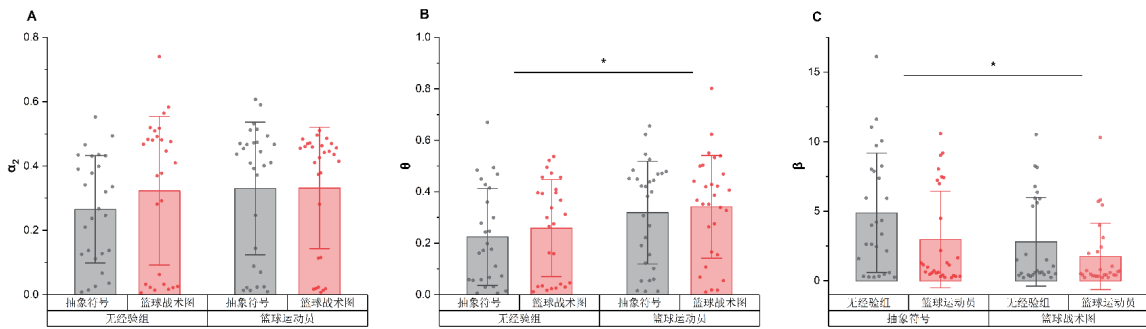 A
α₂
0.8
0.6
0.4
0.2
0.0
抽象符号 篮球战术图 抽象符号 篮球战术图
无经验组 篮球运动员
B
*
θ
1.0
0.8
0.6
0.4
0.2
0.0
抽象符号 篮球战术图 抽象符号 篮球战术图
无经验组 篮球运动员
C
*
β
15
10
5
0
无经验组 篮球运动员 无经验组 篮球运动员
抽象符号 篮球战术图